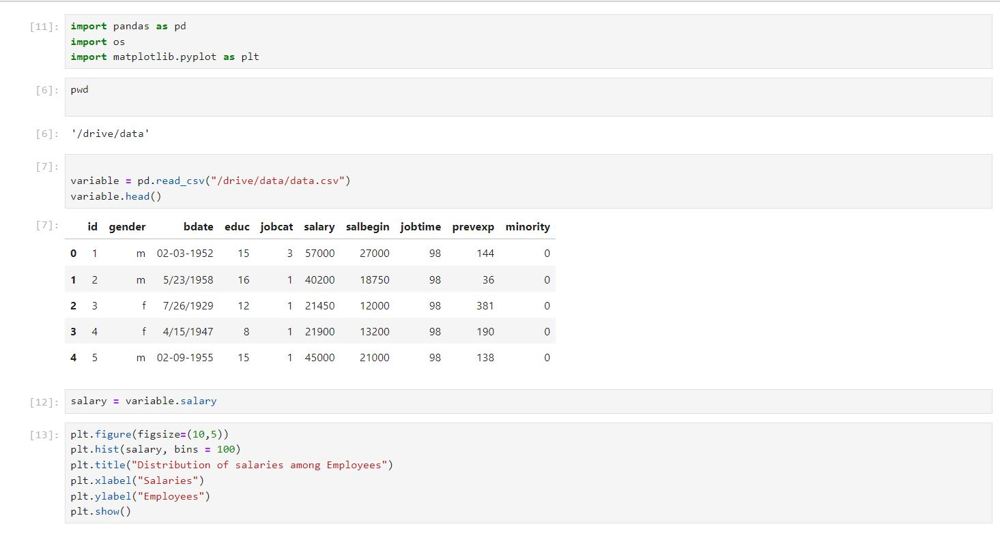 [11]: import pandas as pd
import os
import matplotlib.pyplot as plt
[6]: pwd
[6]: '/drive/data'
[7]:
variable = pd.read_csv("/drive/data/data.csv")
variable.head()
[7]: id gender bdate educ jobcat salary salbegin jobtime prevexp minority
0 1 m 02-03-1952 15 3 57000 27000 98 144 0
1 2 m 5/23/1958 16 1 40200 18750 98 36 0
2 3 f 7/26/1929 12 1 21450 12000 98 381 0
3 4 f 4/15/1947 8 1 21900 13200 98 190 0
4 5 m 02-09-1955 15 1 45000 21000 98 138 0
[12]: salary = variable.salary
[13]: plt.figure(figsize=(10,5))
plt.hist(salary, bins = 100)
plt.title("Distribution of salaries among Employees")
plt.xlabel("Salaries")
plt.ylabel("Employees")
plt.show()